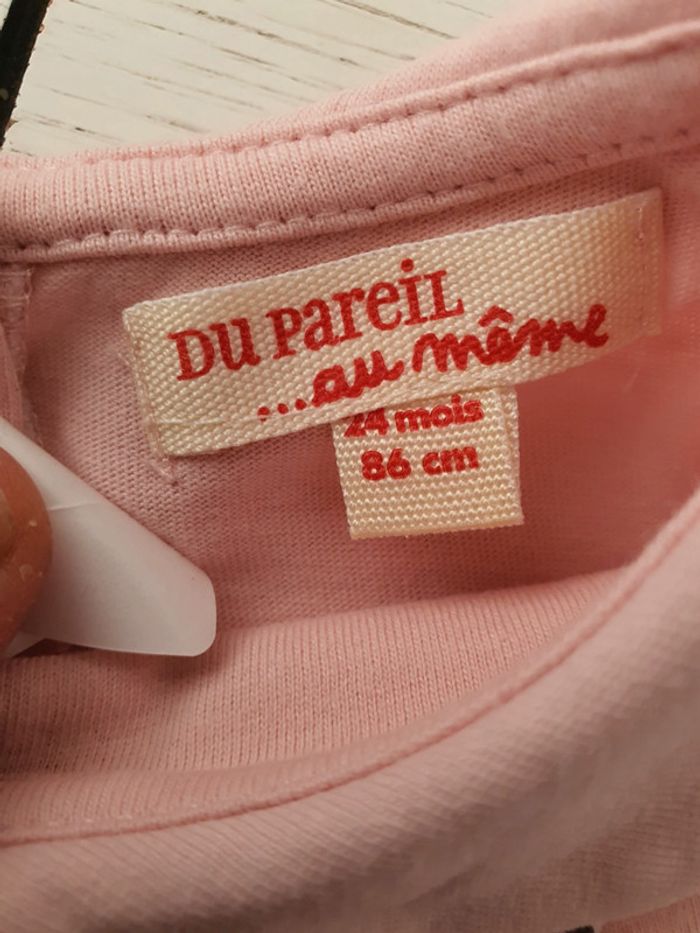 DU PAREIL
...au même
24 mois
86 cm